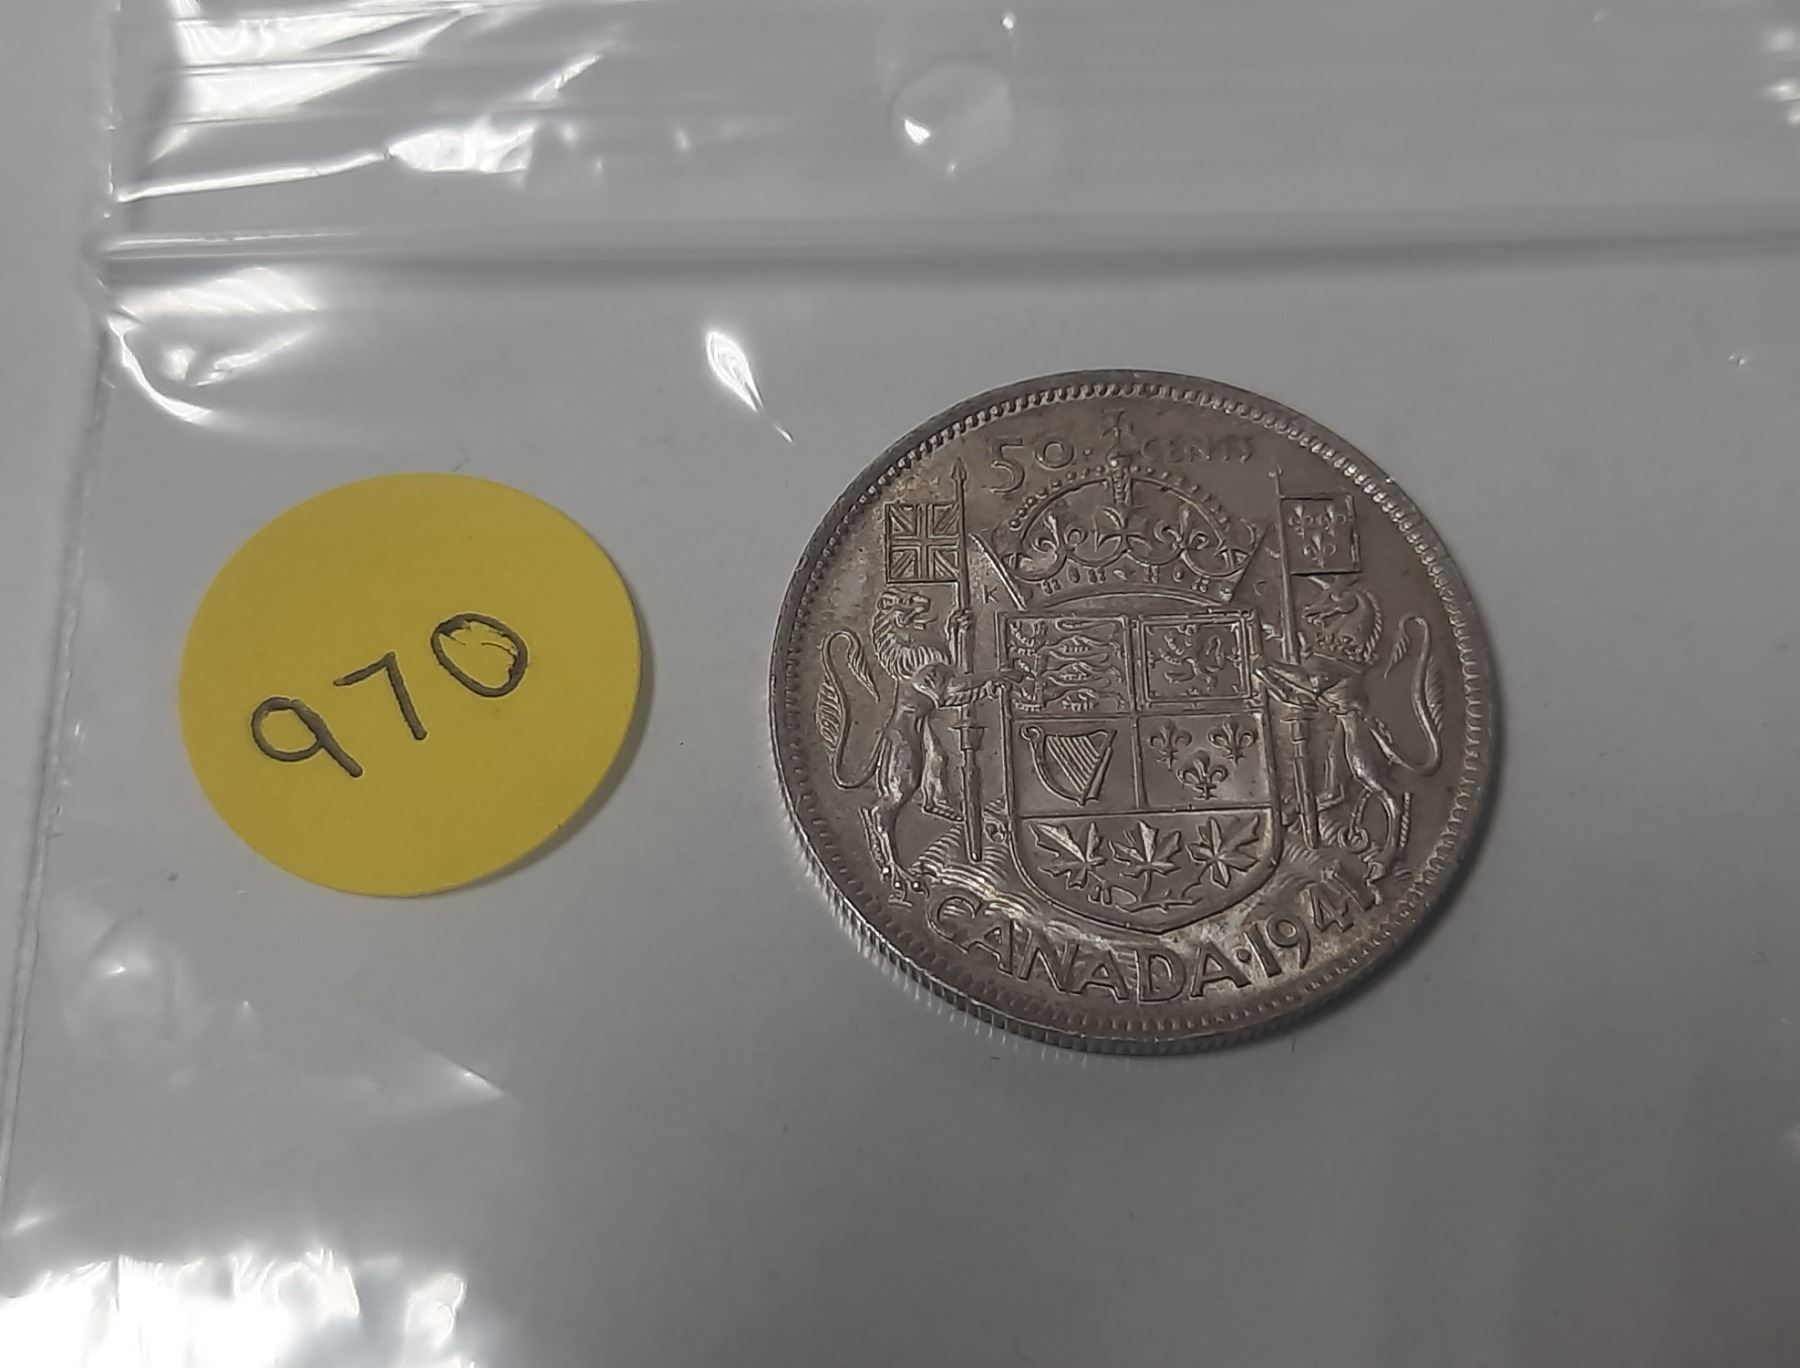 970
50 · CENTS
K G
CANADA · 1941